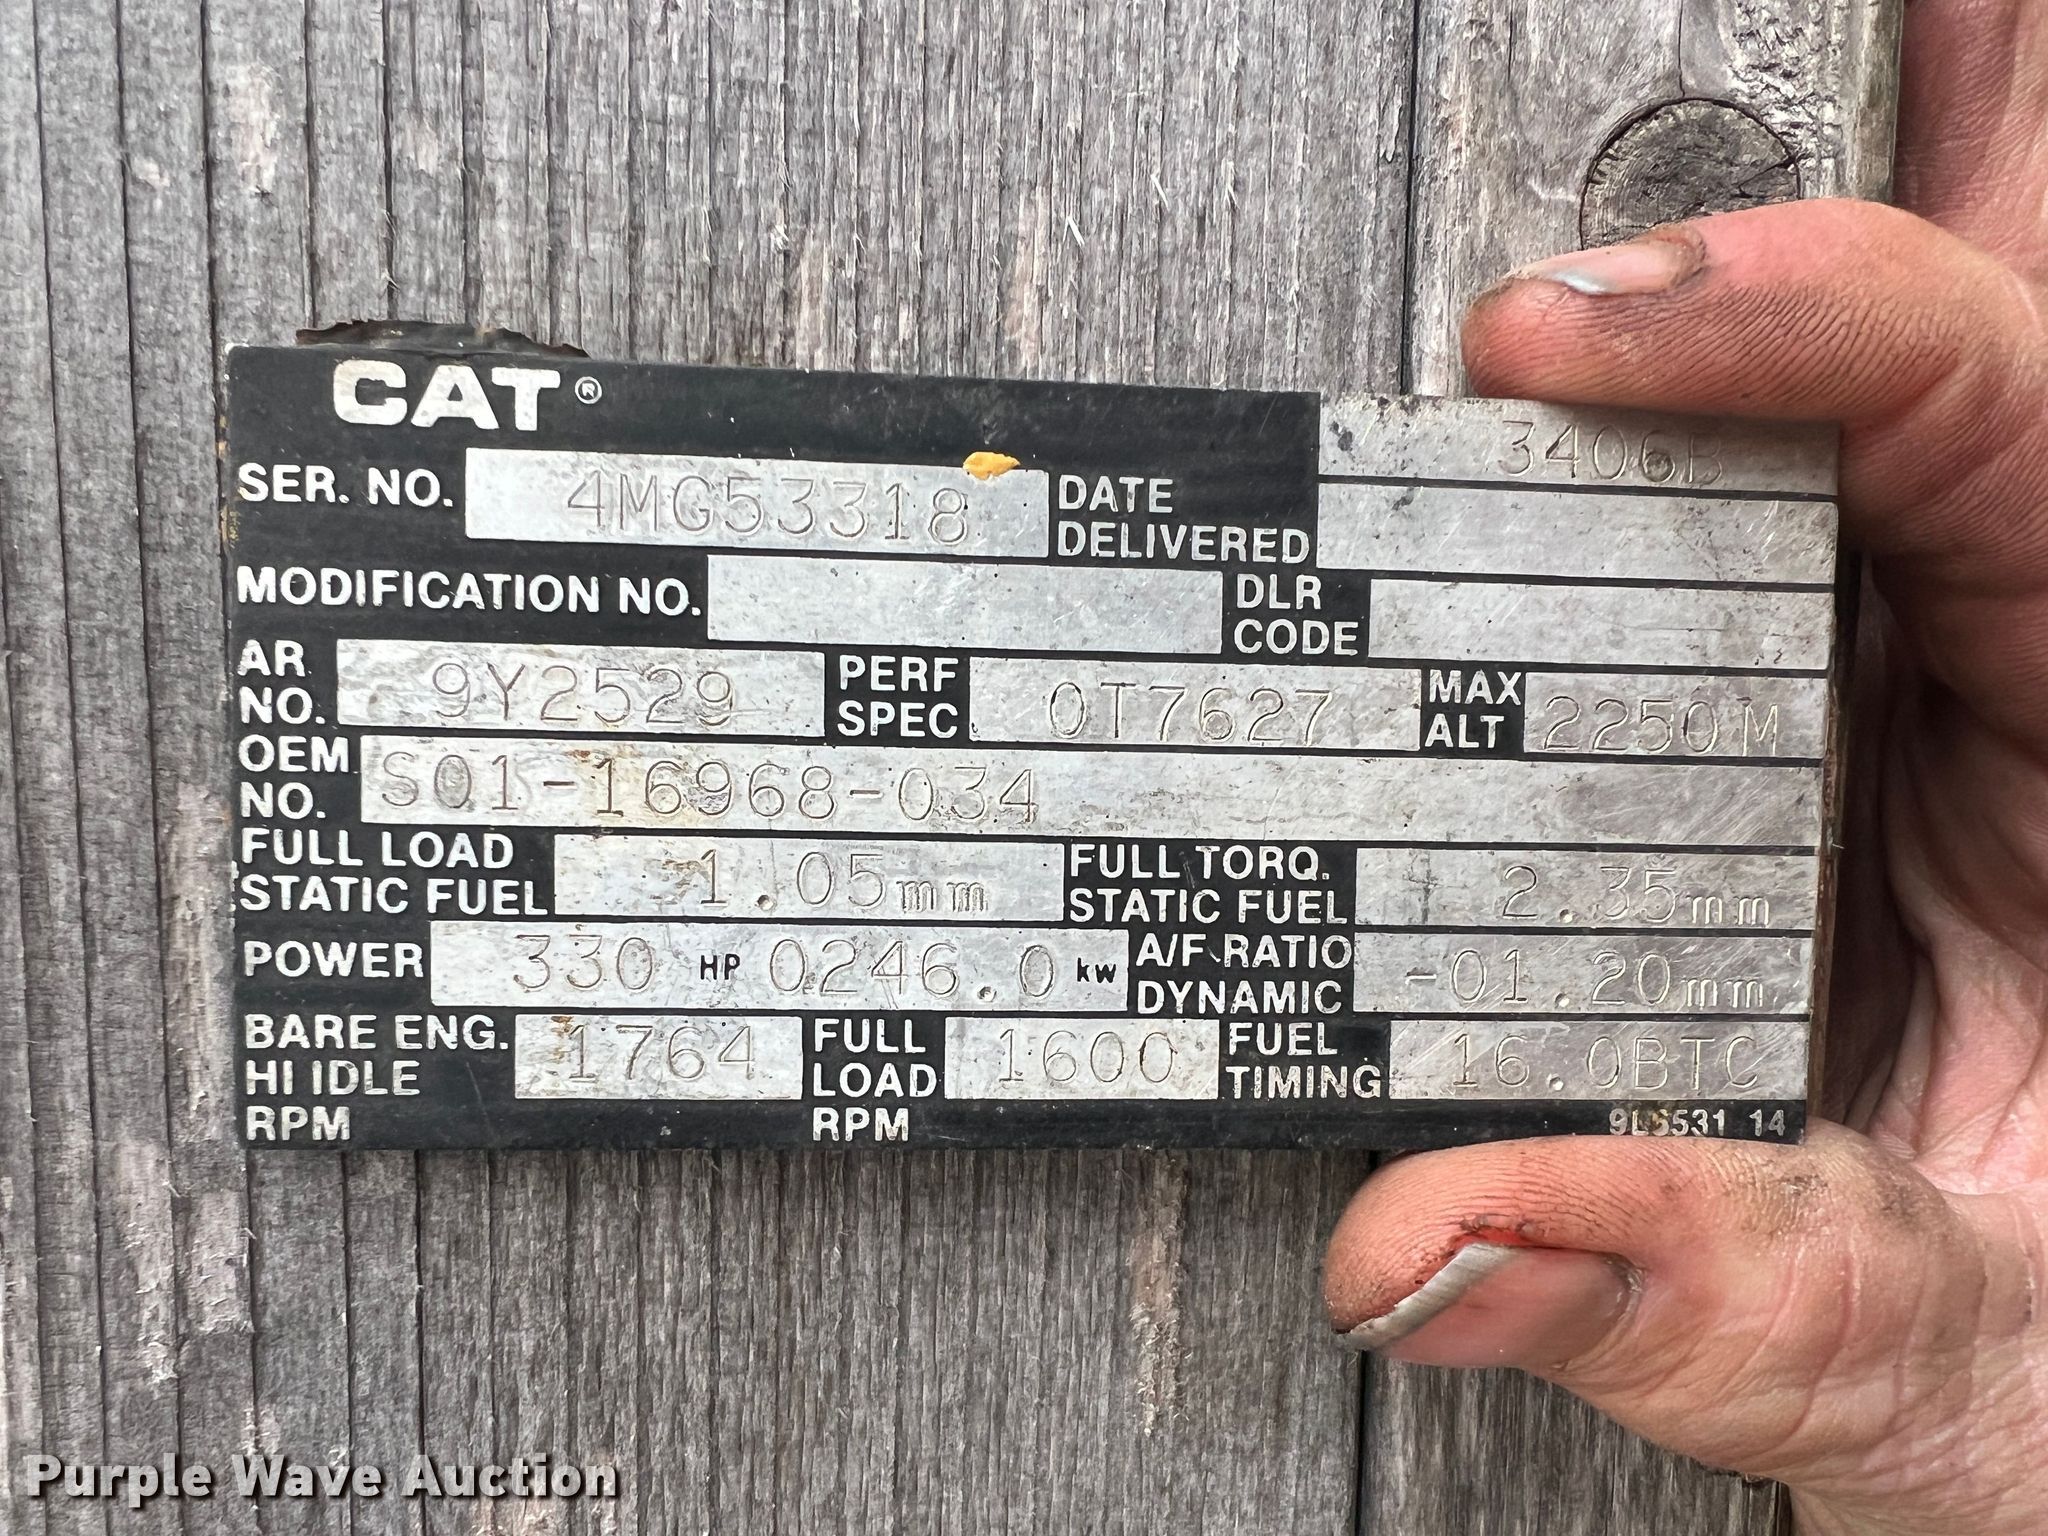 CAT®
3406B
SER. NO. 4MG53318 DATE DELIVERED
MODIFICATION NO. DLR CODE
AR NO. 9Y2529 PERF SPEC 0T7627 MAX ALT 2250 M
OEM NO. S01-16968-034
FULL LOAD STATIC FUEL 1.05mm FULL TORQ. STATIC FUEL 2.35mm
POWER 330 HP 0246.0 kw A/F RATIO DYNAMIC -01.20mm
BARE ENG. HI IDLE RPM 1764 FULL LOAD RPM 1600 FUEL TIMING 16.0BTC
9L6531 14
Purple Wave Auction